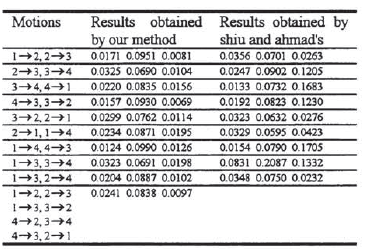 Motions Results obtained by our method Results obtained by shiu and ahmad's
1→2, 2→3 0.0171 0.0951 0.0081 0.0356 0.0701 0.0263
2→3, 3→4 0.0325 0.0690 0.0104 0.0247 0.0902 0.1205
3→4, 4→1 0.0220 0.0835 0.0156 0.0133 0.0732 0.1683
4→3, 3→2 0.0157 0.0930 0.0069 0.0192 0.0823 0.1230
3→2, 2→1 0.0299 0.0762 0.0114 0.0323 0.0632 0.0276
2→1, 1→4 0.0234 0.0871 0.0195 0.0329 0.0595 0.0423
1→4, 4→3 0.0124 0.0990 0.0126 0.0154 0.0790 0.1705
1→3, 3→4 0.0323 0.0691 0.0198 0.0831 0.2087 0.1332
1→3, 2→4 0.0204 0.0887 0.0102 0.0348 0.0750 0.0232
1→2, 2→3 0.0241 0.0838 0.0097
1→3, 3→2
4→2, 3→4
4→3, 2→1